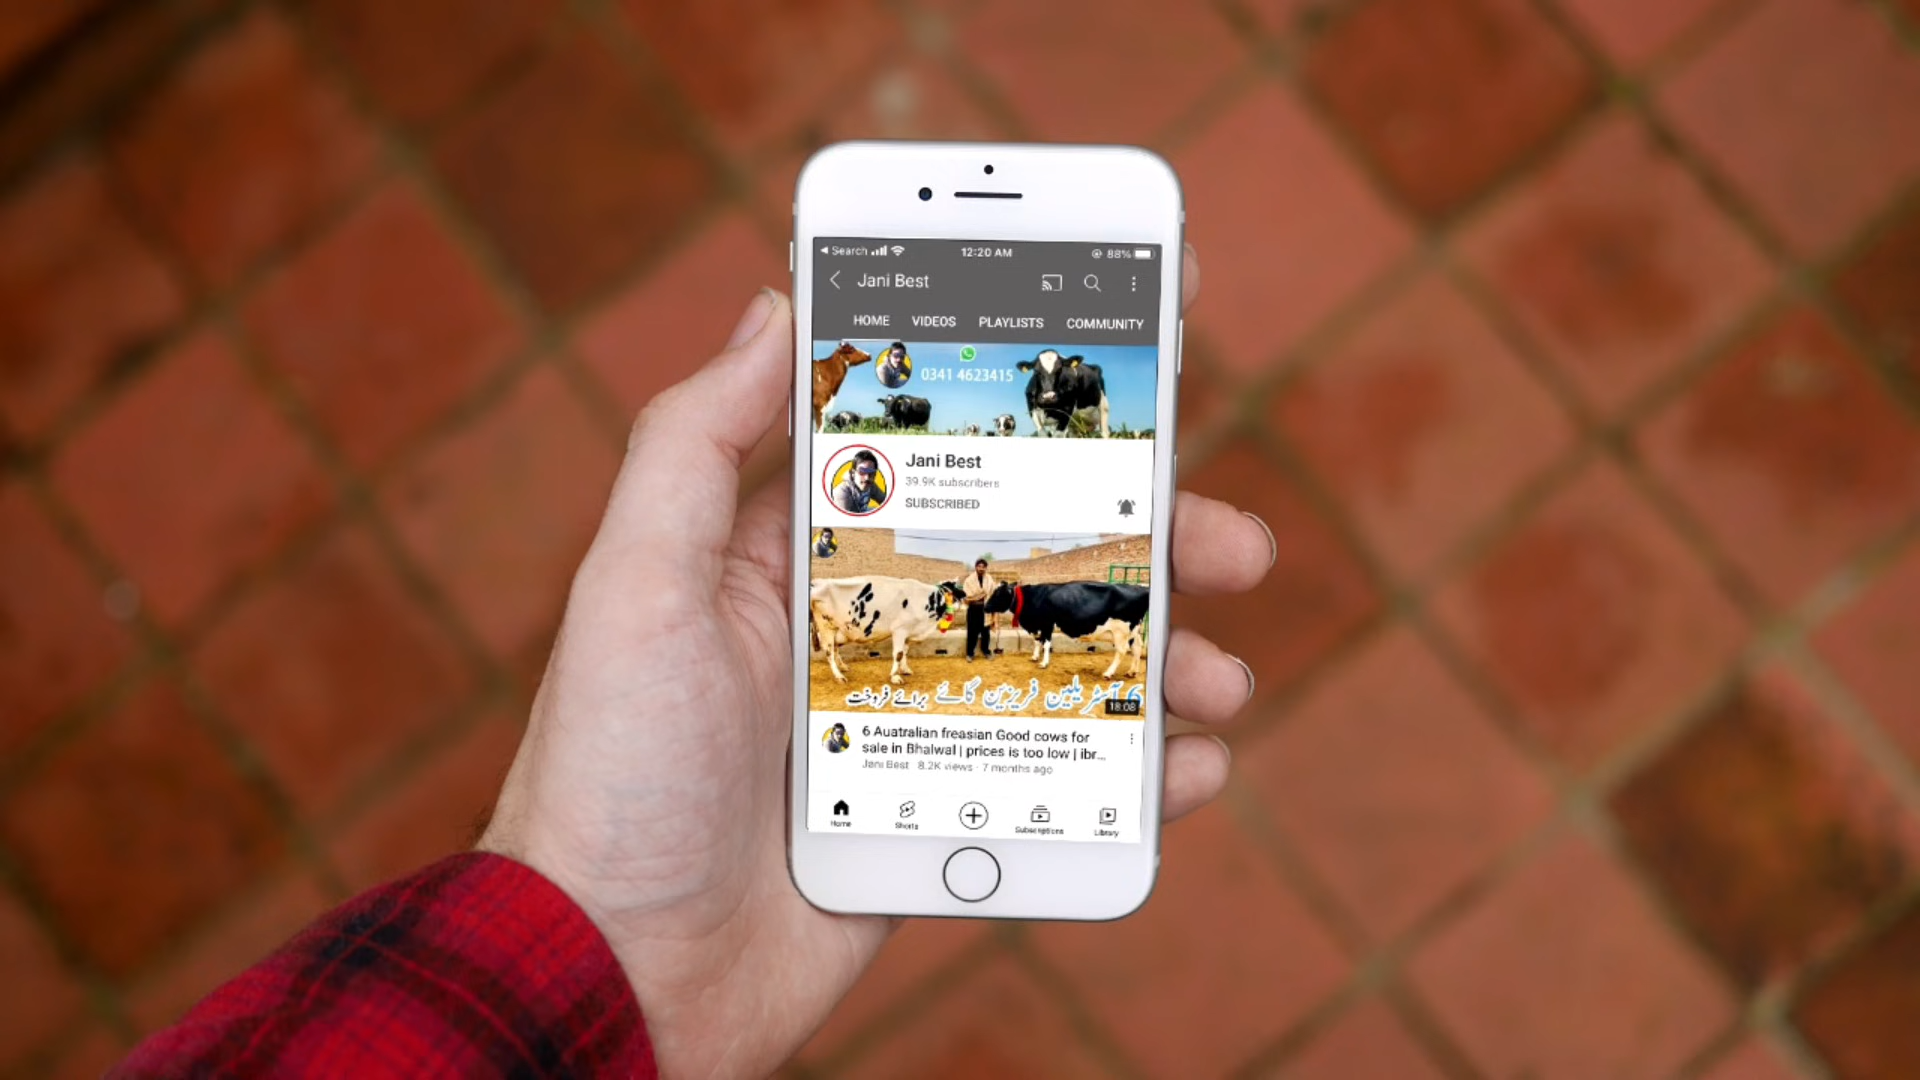 Search
12:20 AM
88%
Jani Best
HOME VIDEOS PLAYLISTS COMMUNITY
0341 4623415
Jani Best
39.9K subscribers
SUBSCRIBED
6 آسٹریلین فریزین گائے برائے فروخت
18:08
6 Auatralian freasian Good cows for
sale in Bhalwal | prices is too low | ibr...
Jani Best · 8.2K views · 7 months ago
Home Shorts Subscriptions Library